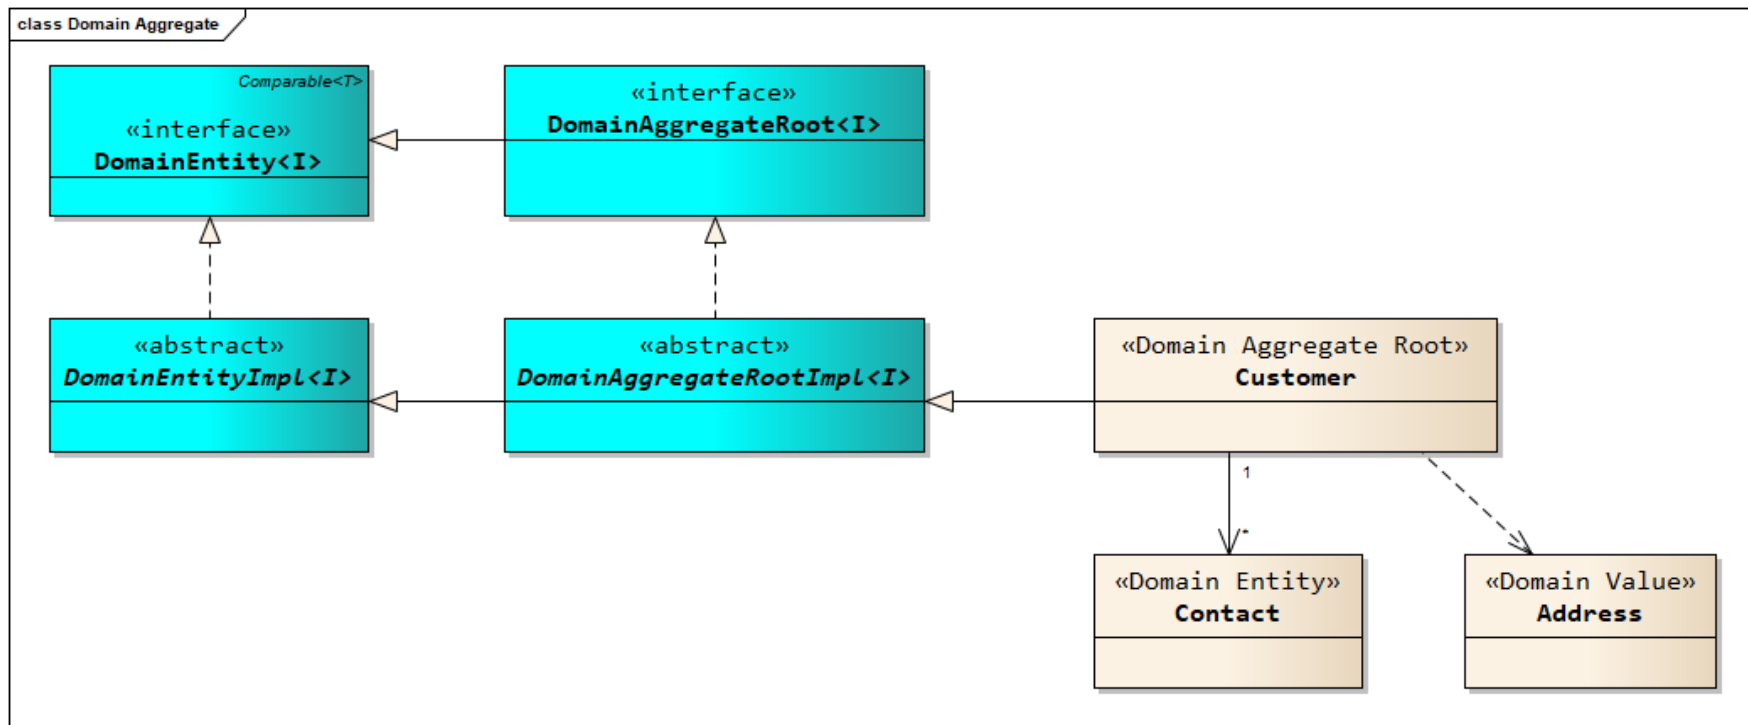 class Domain Aggregate
Comparable<T>
«interface»
DomainEntity<I>
«interface»
DomainAggregateRoot<I>
«abstract»
DomainEntityImpl<I>
«abstract»
DomainAggregateRootImpl<I>
«Domain Aggregate Root»
Customer
1
*
«Domain Entity»
Contact
«Domain Value»
Address